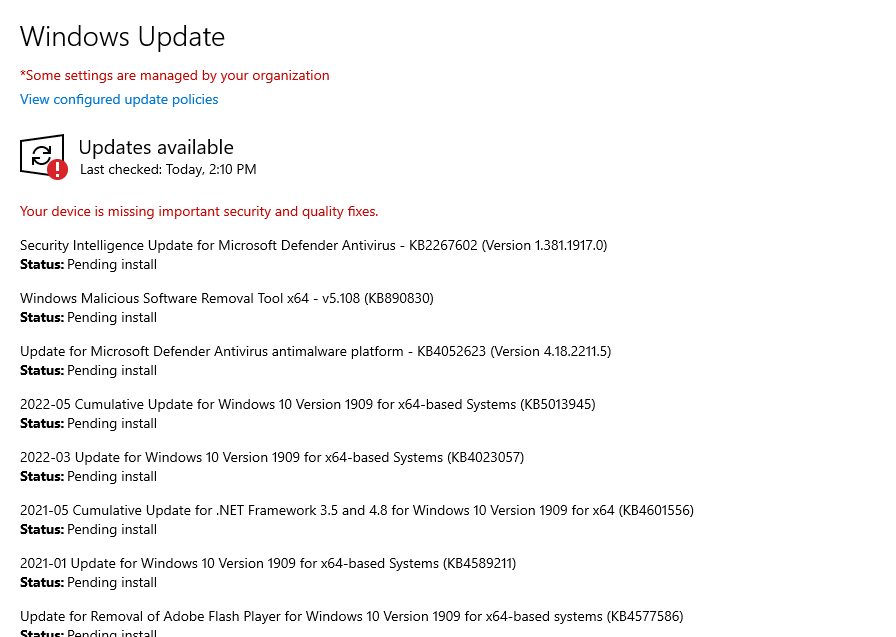 Windows Update
*Some settings are managed by your organization
View configured update policies
Updates available
Last checked: Today, 2:10 PM
Your device is missing important security and quality fixes.
Security Intelligence Update for Microsoft Defender Antivirus - KB2267602 (Version 1.381.1917.0)
Status: Pending install
Windows Malicious Software Removal Tool x64 - v5.108 (KB890830)
Status: Pending install
Update for Microsoft Defender Antivirus antimalware platform - KB4052623 (Version 4.18.2211.5)
Status: Pending install
2022-05 Cumulative Update for Windows 10 Version 1909 for x64-based Systems (KB5013945)
Status: Pending install
2022-03 Update for Windows 10 Version 1909 for x64-based Systems (KB4023057)
Status: Pending install
2021-05 Cumulative Update for .NET Framework 3.5 and 4.8 for Windows 10 Version 1909 for x64 (KB4601556)
Status: Pending install
2021-01 Update for Windows 10 Version 1909 for x64-based Systems (KB4589211)
Status: Pending install
Update for Removal of Adobe Flash Player for Windows 10 Version 1909 for x64-based systems (KB4577586)
Status: Pending install